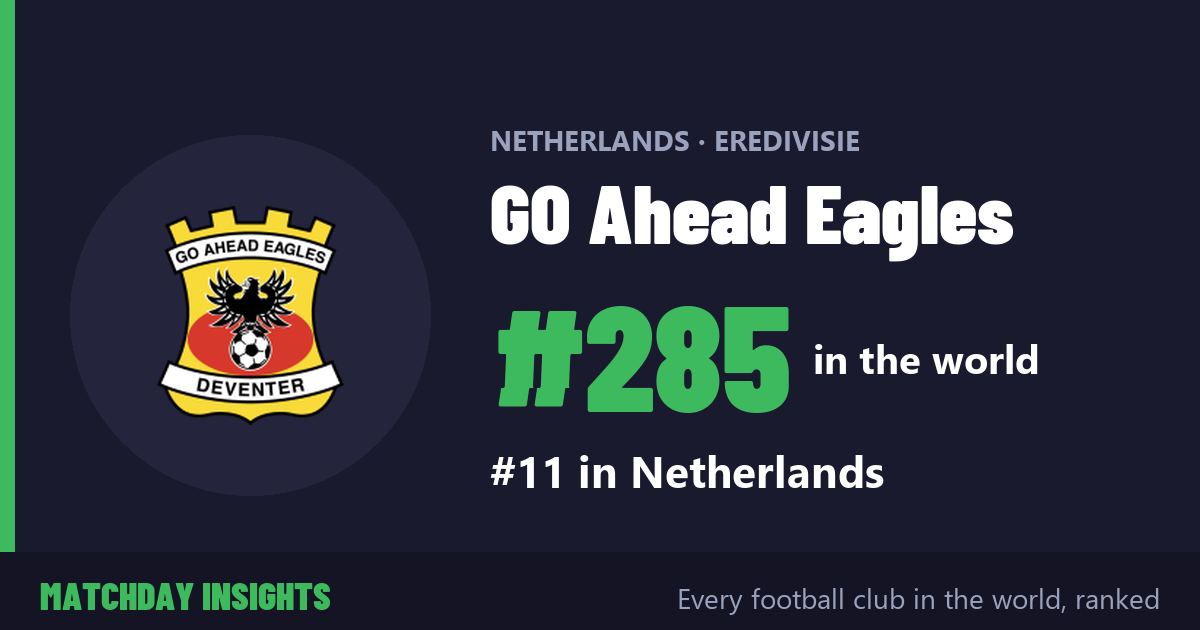 NETHERLANDS · EREDIVISIE
GO Ahead Eagles
GO AHEAD EAGLES
DEVENTER
#285 in the world
#11 in Netherlands
MATCHDAY INSIGHTS
Every football club in the world, ranked